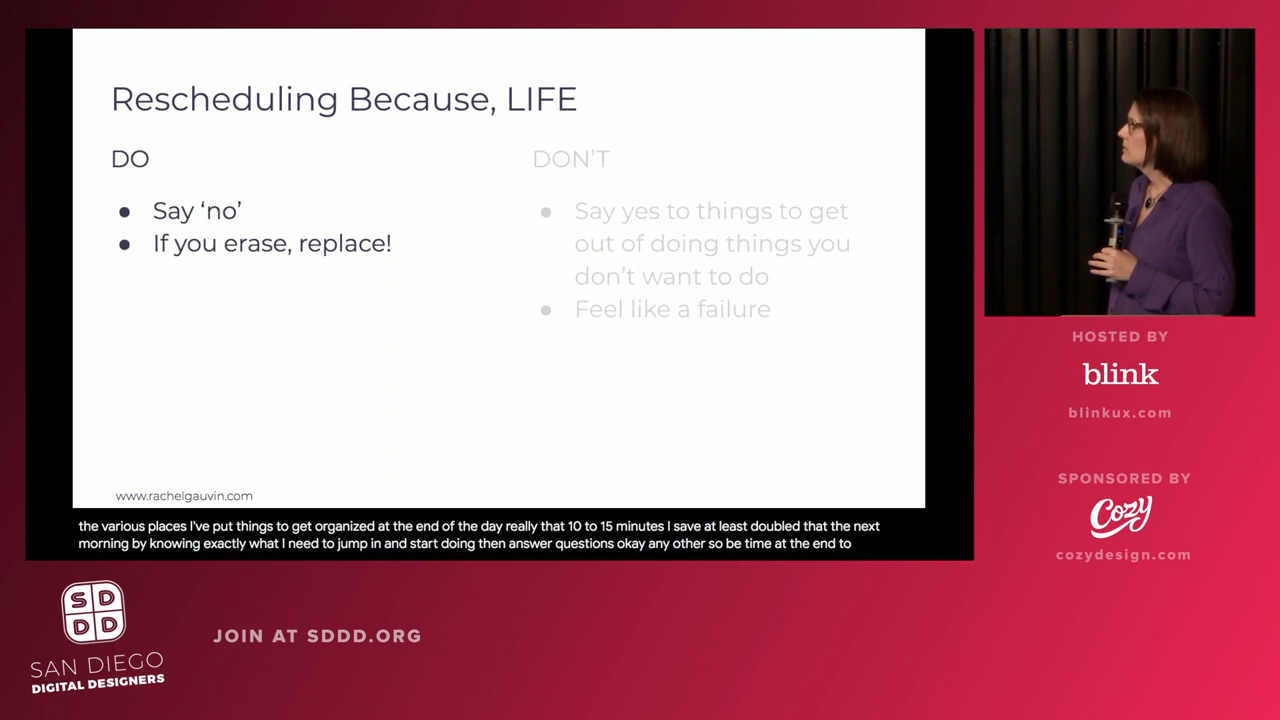 Rescheduling Because, LIFE
DO
● Say ‘no’
● If you erase, replace!
DON’T
● Say yes to things to get
out of doing things you
don’t want to do
● Feel like a failure
www.rachelgauvin.com
the various places I've put things to get organized at the end of the day really that 10 to 15 minutes I save at least doubled that the next
morning by knowing exactly what I need to jump in and start doing then answer questions okay any other so be time at the end to
HOSTED BY
blink
blinkux.com
SPONSORED BY
Cozy
cozydesign.com
SD
DD
SAN DIEGO
DIGITAL DESIGNERS
JOIN AT SDDD.ORG